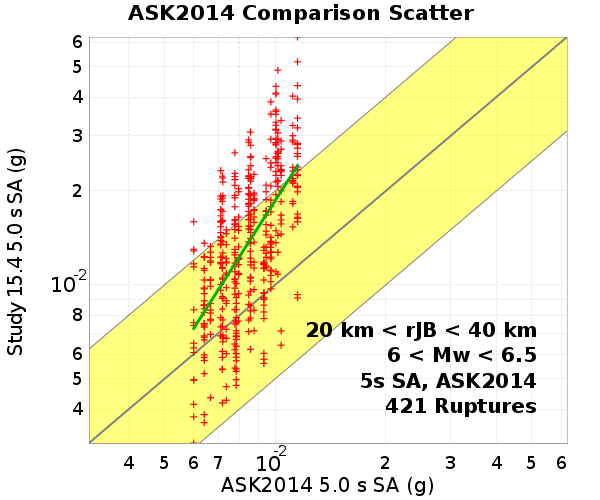 ASK2014 Comparison Scatter
6
5
4
3
2
10-2
8
6
5
4
Study 15.4 5.0 s SA (g)
20 km < rJB < 40 km
6 < Mw < 6.5
5s SA, ASK2014
421 Ruptures
4 5 6 7 10-2 2 3 4 5 6
ASK2014 5.0 s SA (g)